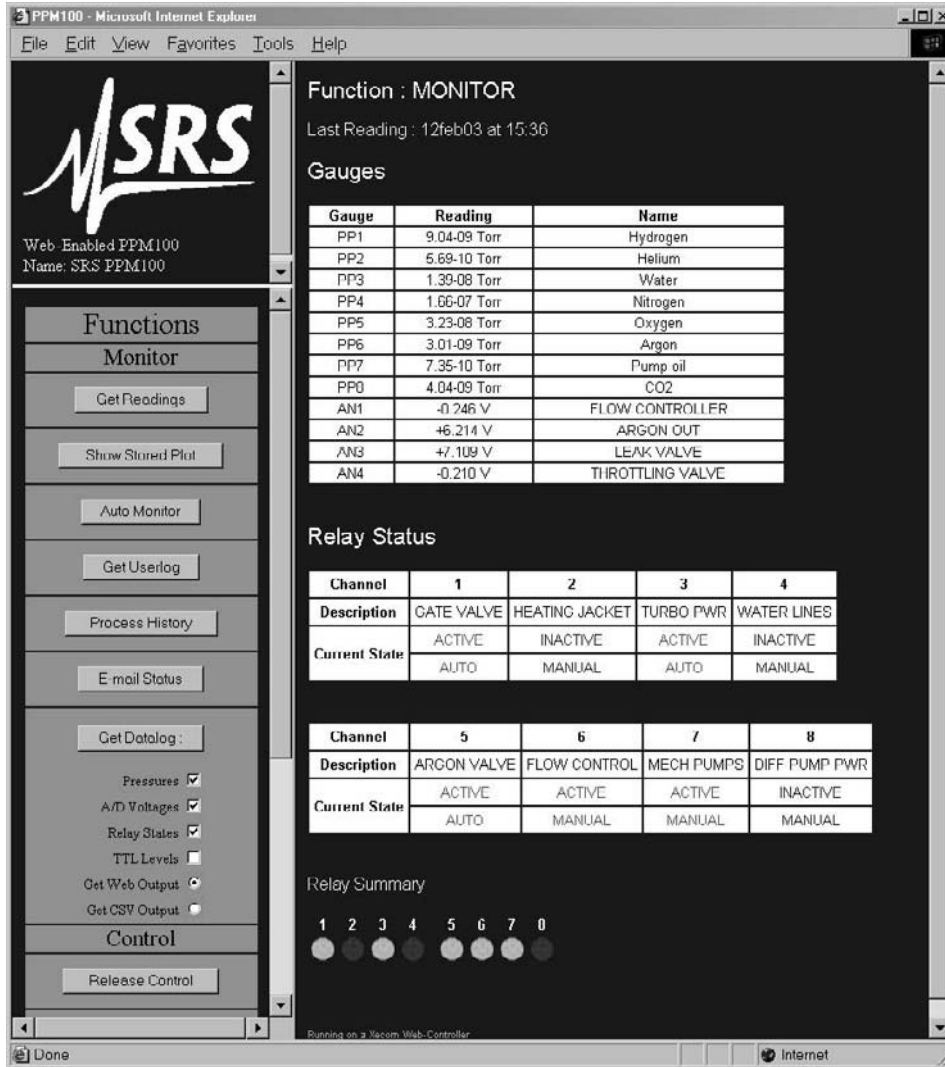 PPM100 - Microsoft Internet Explorer
File Edit View Favorites Tools Help
SRS
Web-Enabled PPM100
Name: SRS PPM100
Functions
Monitor
Get Readings
Show Stored Plot
Auto Monitor
Get Userlog
Process History
E-mail Status
Get Datalog :
Pressures
A/D Voltages
Relay States
TTL Levels
Get Web Output
Get CSV Output
Control
Release Control
Function : MONITOR
Last Reading : 12feb03 at 15:36
Gauges
Gauge Reading Name
PP1 9.04-09 Torr Hydrogen
PP2 5.69-10 Torr Helium
PP3 1.39-08 Torr Water
PP4 1.66-07 Torr Nitrogen
PP5 3.23-08 Torr Oxygen
PP6 3.01-09 Torr Argon
PP7 7.35-10 Torr Pump oil
PP8 4.04-09 Torr CO2
AN1 -0.246 V FLOW CONTROLLER
AN2 +6.214 V ARGON OUT
AN3 +7.109 V LEAK VALVE
AN4 -0.210 V THROTTLING VALVE
Relay Status
Channel 1 2 3 4
Description GATE VALVE HEATING JACKET TURBO PWR WATER LINES
Current State
ACTIVE INACTIVE ACTIVE INACTIVE
AUTO MANUAL AUTO MANUAL
Channel 5 6 7 8
Description ARGON VALVE FLOW CONTROL MECH PUMPS DIFF PUMP PWR
Current State
ACTIVE ACTIVE ACTIVE INACTIVE
AUTO MANUAL MANUAL MANUAL
Relay Summary
1 2 3 4 5 6 7 8
Running on a Xecom Web-Controller
Done Internet